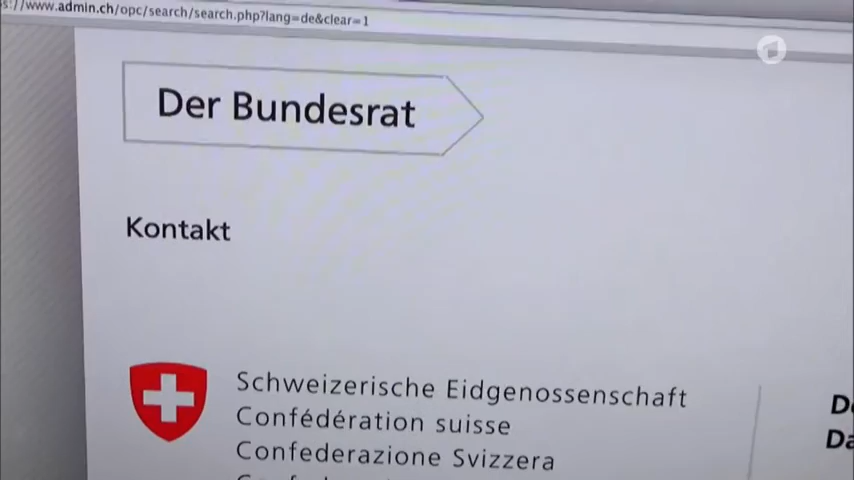 www.admin.ch/opc/search/search.php?lang=de&clear=1
Der Bundesrat
Kontakt
Schweizerische Eidgenossenschaft
Confédération suisse
Confederazione Svizzera